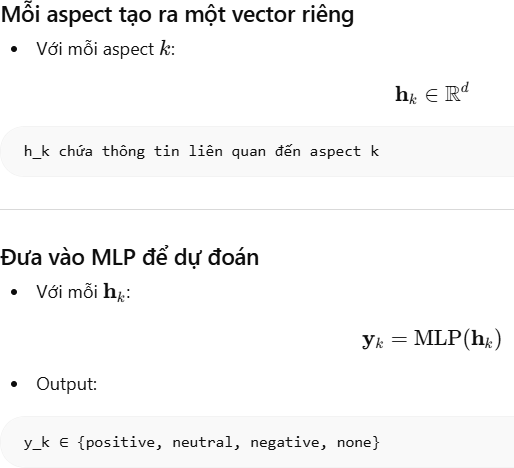 Mỗi aspect tạo ra một vector riêng
• Với mỗi aspect k:
h_k ∈ ℝ^d
h_k chứa thông tin liên quan đến aspect k
Đưa vào MLP để dự đoán
• Với mỗi h_k:
y_k = MLP(h_k)
• Output:
y_k ∈ {positive, neutral, negative, none}